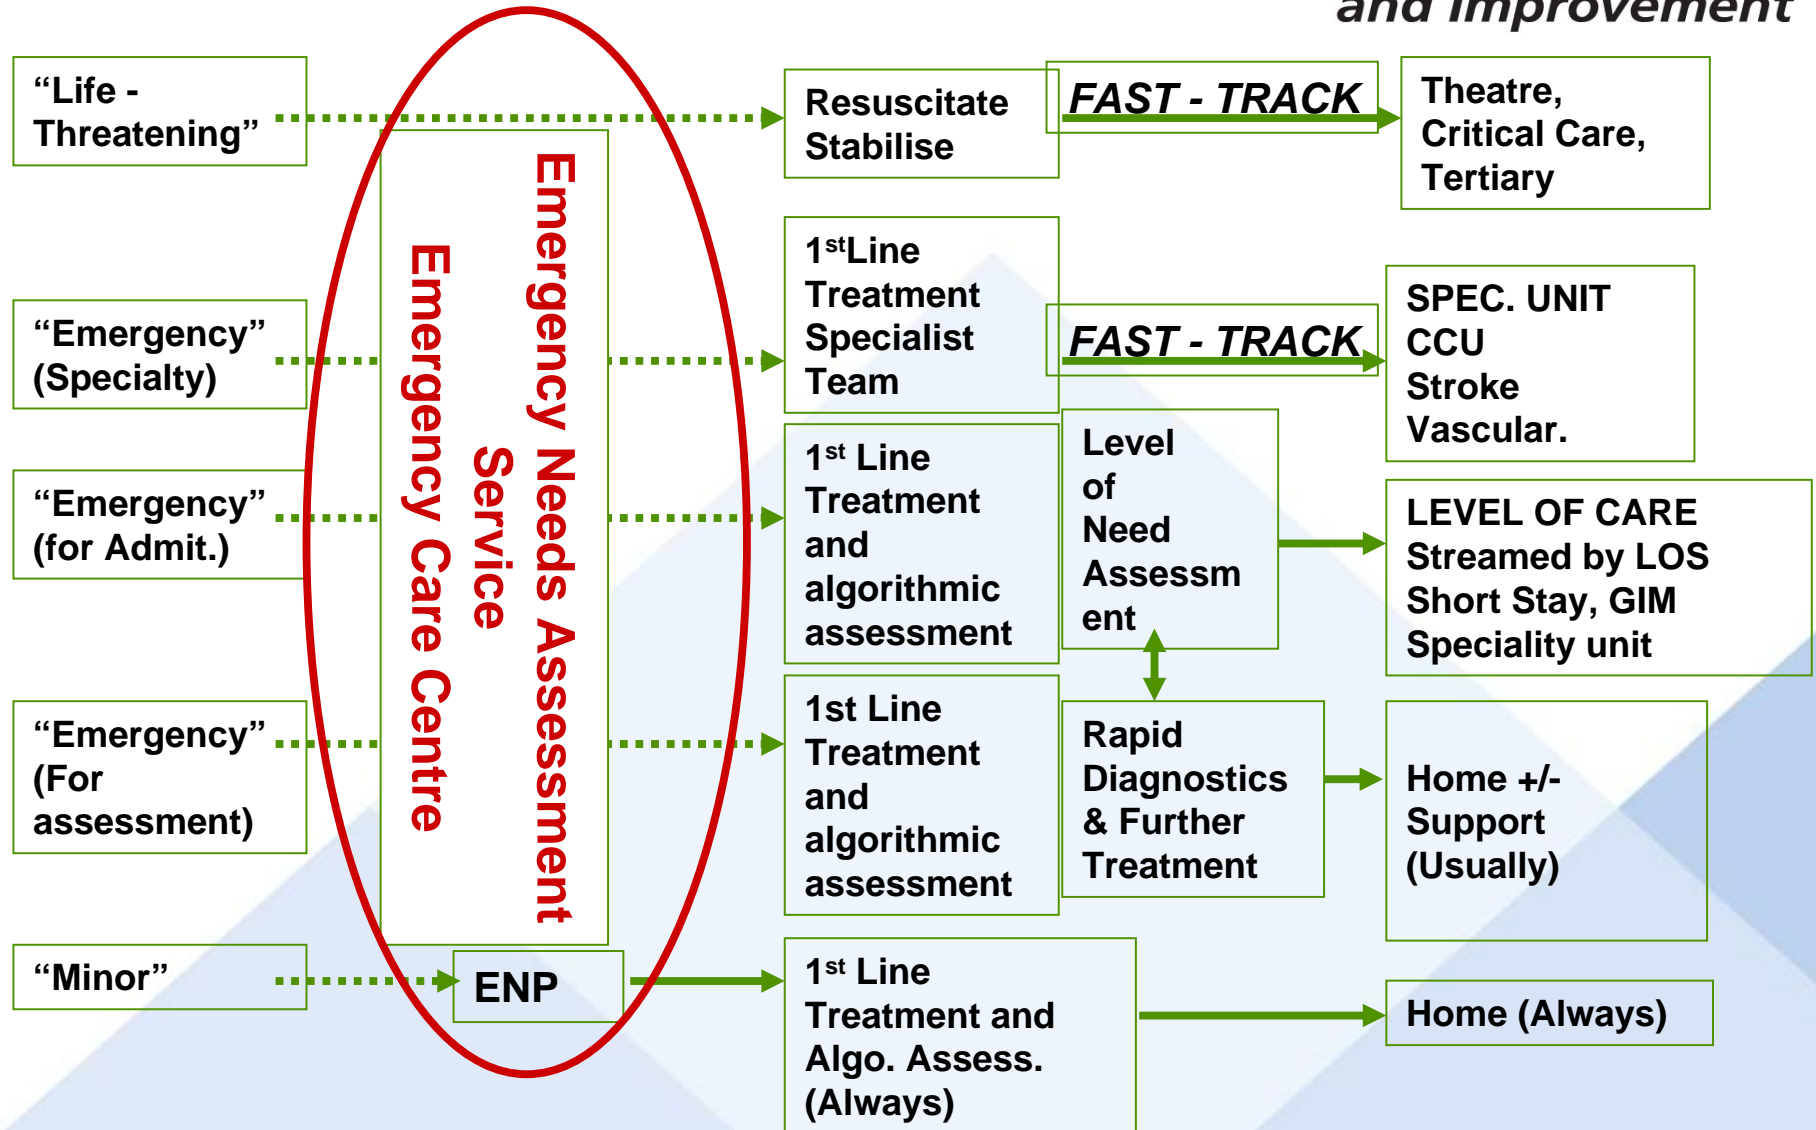 and Improvement
“Life -
Threatening”
Resuscitate
Stabilise
FAST - TRACK
Theatre,
Critical Care,
Tertiary
Emergency Needs Assessment
Service
Emergency Care Centre
“Emergency”
(Specialty)
1stLine
Treatment
Specialist
Team
FAST - TRACK
SPEC. UNIT
CCU
Stroke
Vascular.
“Emergency”
(for Admit.)
1st Line
Treatment
and
algorithmic
assessment
Level
of
Need
Assessm
ent
LEVEL OF CARE
Streamed by LOS
Short Stay, GIM
Speciality unit
“Emergency”
(For
assessment)
1st Line
Treatment
and
algorithmic
assessment
Rapid
Diagnostics
& Further
Treatment
Home +/-
Support
(Usually)
“Minor”
ENP
1st Line
Treatment and
Algo. Assess.
(Always)
Home (Always)